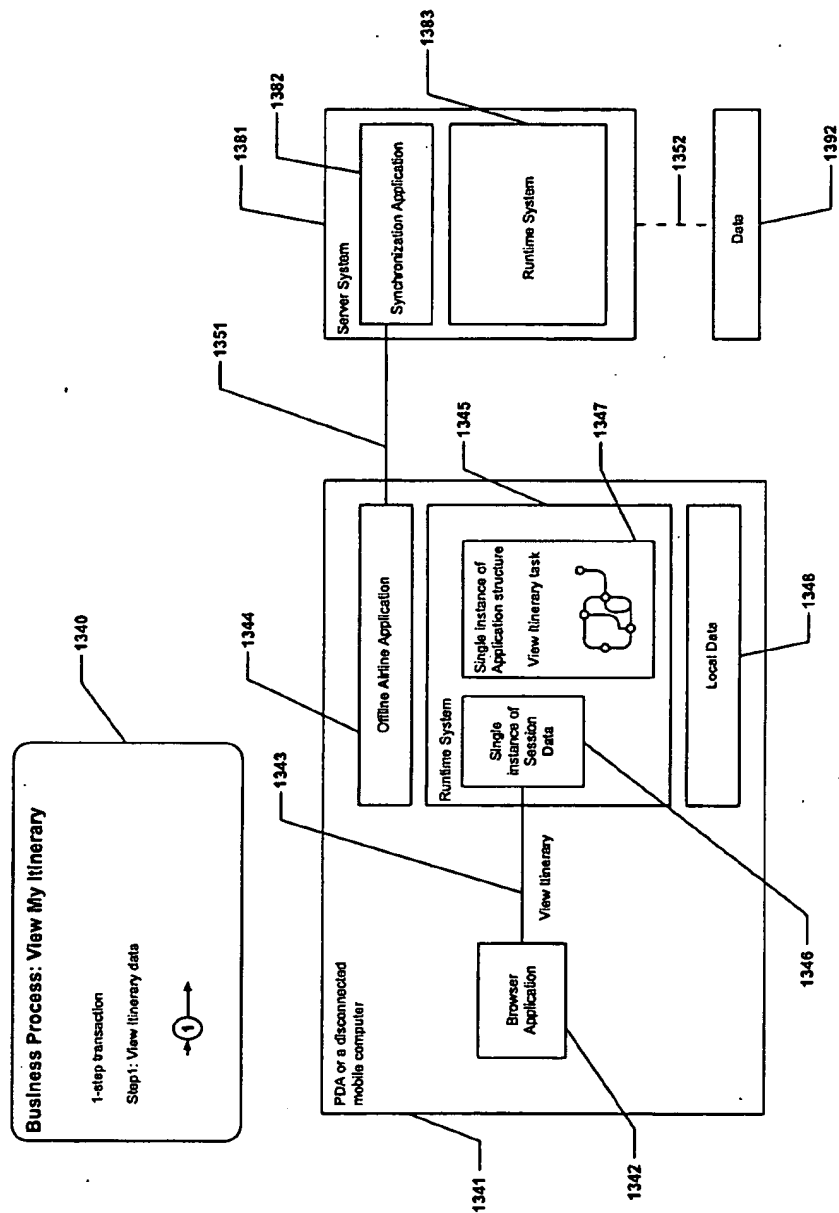 Business Process: View My Itinerary
1-step transaction
Step1: View Itinerary data
1
1340
PDA or a disconnected
mobile computer
1341
Browser
Application
1342
View Itinerary
1343
Offline Airline Application
1344
Runtime System
1345
Single
instance of
Session
Data
1346
Single instance of
Application structure
View Itinerary task
1347
Local Data
1348
1351
Server System
1381
Synchronization Application
1382
Runtime System
1383
1352
Data
1392